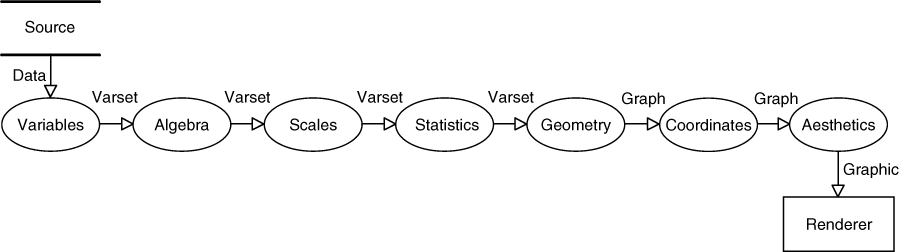 Source
Data
Varset Varset Varset Varset Graph Graph
Variables Algebra Scales Statistics Geometry Coordinates Aesthetics
Graphic
Renderer